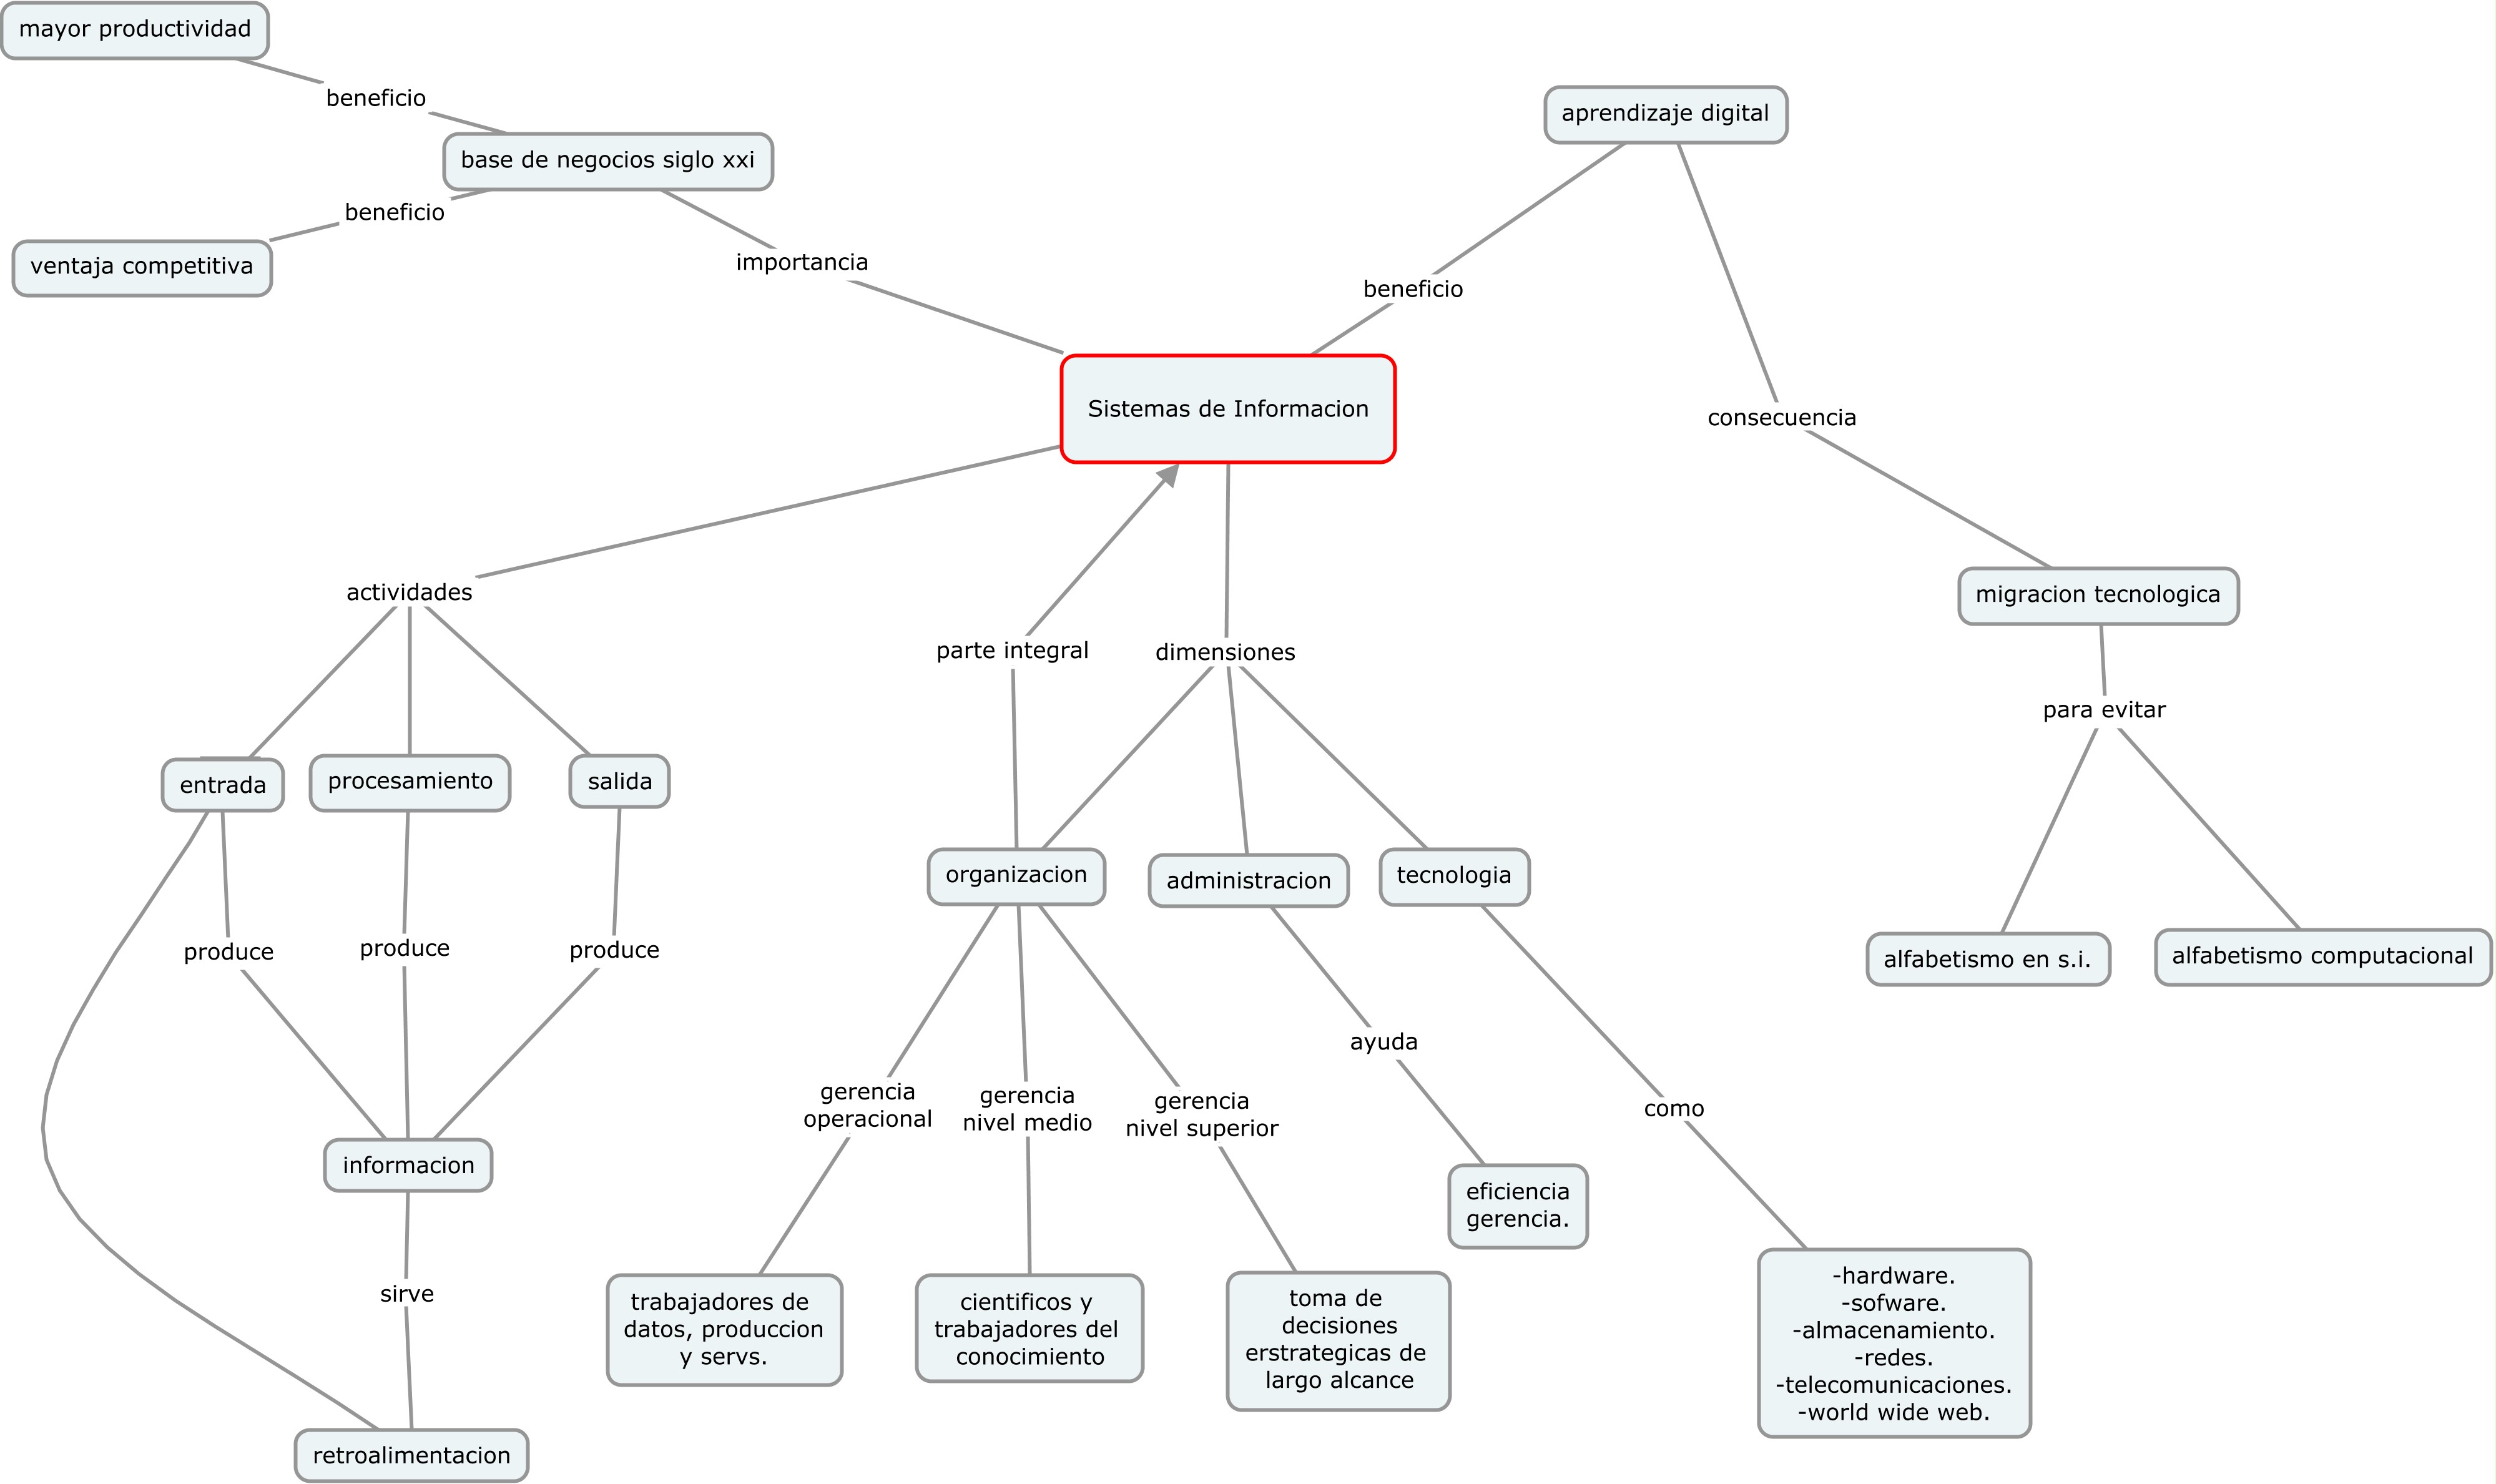 mayor productividad
beneficio
aprendizaje digital
base de negocios siglo xxi
beneficio
ventaja competitiva
importancia
beneficio
Sistemas de Informacion
consecuencia
actividades
migracion tecnologica
parte integral
dimensiones
para evitar
entrada
procesamiento
salida
organizacion
administracion
tecnologia
produce
produce
produce
alfabetismo en s.i.
alfabetismo computacional
ayuda
gerencia
operacional
gerencia
nivel medio
gerencia
nivel superior
como
informacion
eficiencia
gerencia.
sirve
trabajadores de
datos, produccion
y servs.
cientificos y
trabajadores del
conocimiento
toma de
decisiones
erstrategicas de
largo alcance
-hardware.
-sofware.
-almacenamiento.
-redes.
-telecomunicaciones.
-world wide web.
retroalimentacion